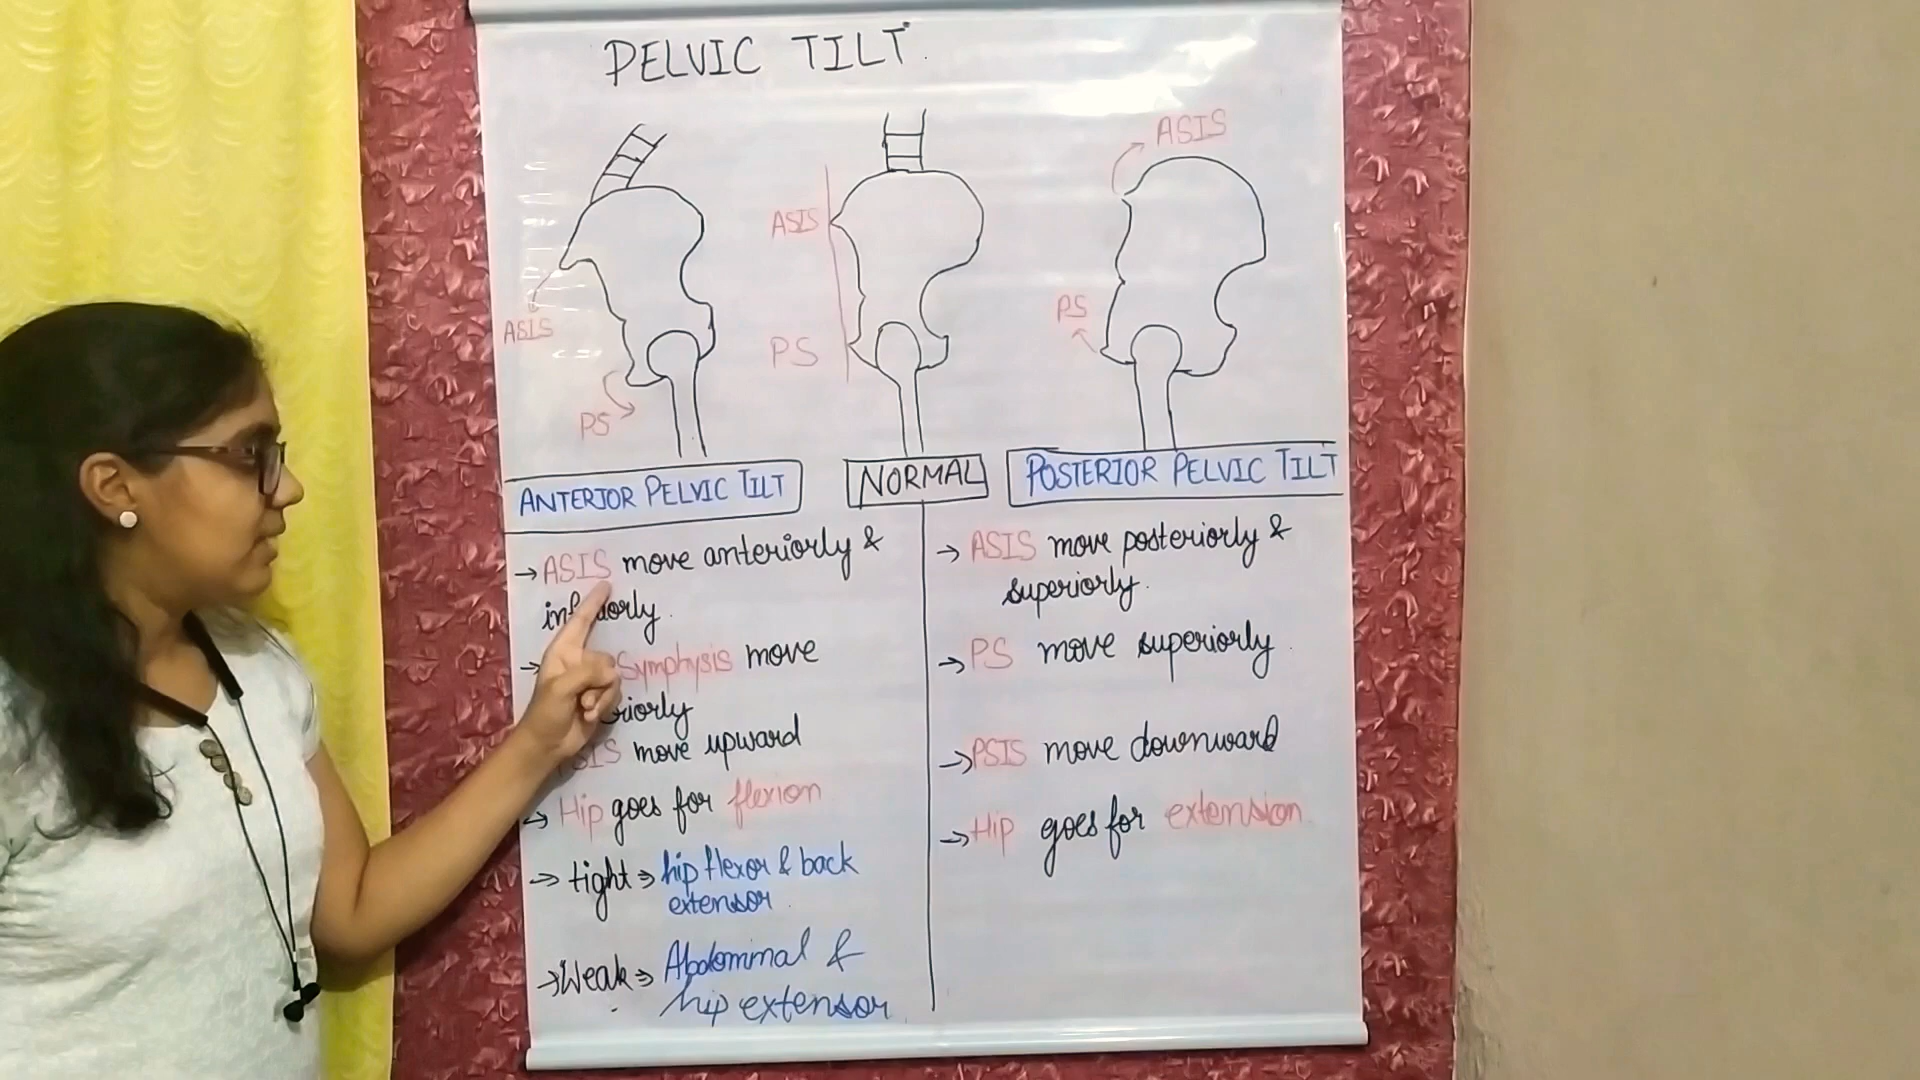 PELVIC TILT.
ASIS
PS
ASIS
PS
ASIS
PS
ANTERIOR PELVIC TILT
NORMAL
POSTERIOR PELVIC TILT
→ ASIS move anteriorly &
→ Symphysis move
move upward
→ Hip goes for flexion
→ tight ⇒ hip flexor & back
extensor.
→ Weak ⇒ Abdominal &
hip extensor
→ ASIS move posteriorly &
superiorly.
→ PS move superiorly.
→ PSIS move downward
→ Hip goes for extension